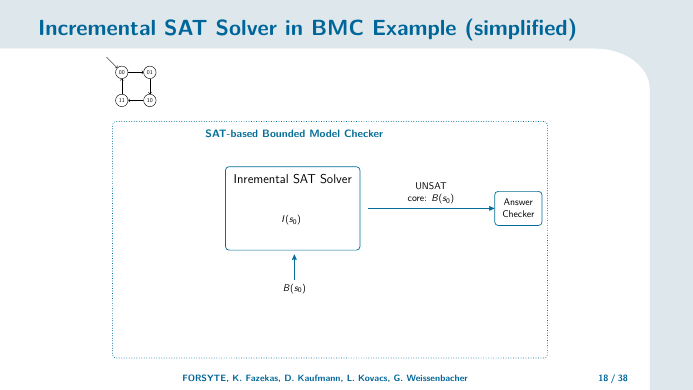 Incremental SAT Solver in BMC Example (simplified)
00 01
11 10
SAT-based Bounded Model Checker
Inremental SAT Solver
I(s₀)
UNSAT
core: B(s₀)
Answer
Checker
B(s₀)
FORSYTE, K. Fazekas, D. Kaufmann, L. Kovacs, G. Weissenbacher 18 / 38